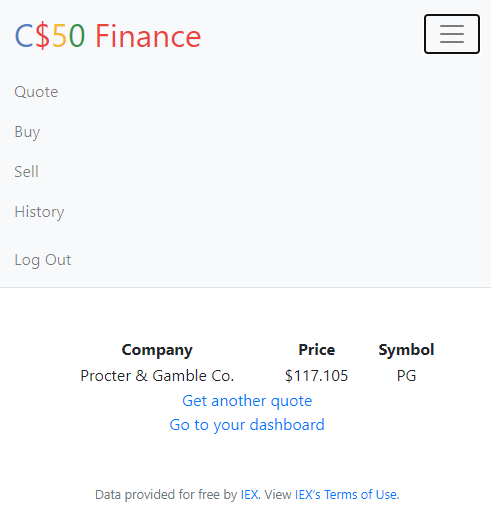 C$50 Finance
Quote
Buy
Sell
History
Log Out
Company Price Symbol
Procter & Gamble Co. $117.105 PG
Get another quote
Go to your dashboard
Data provided for free by IEX. View IEX’s Terms of Use.